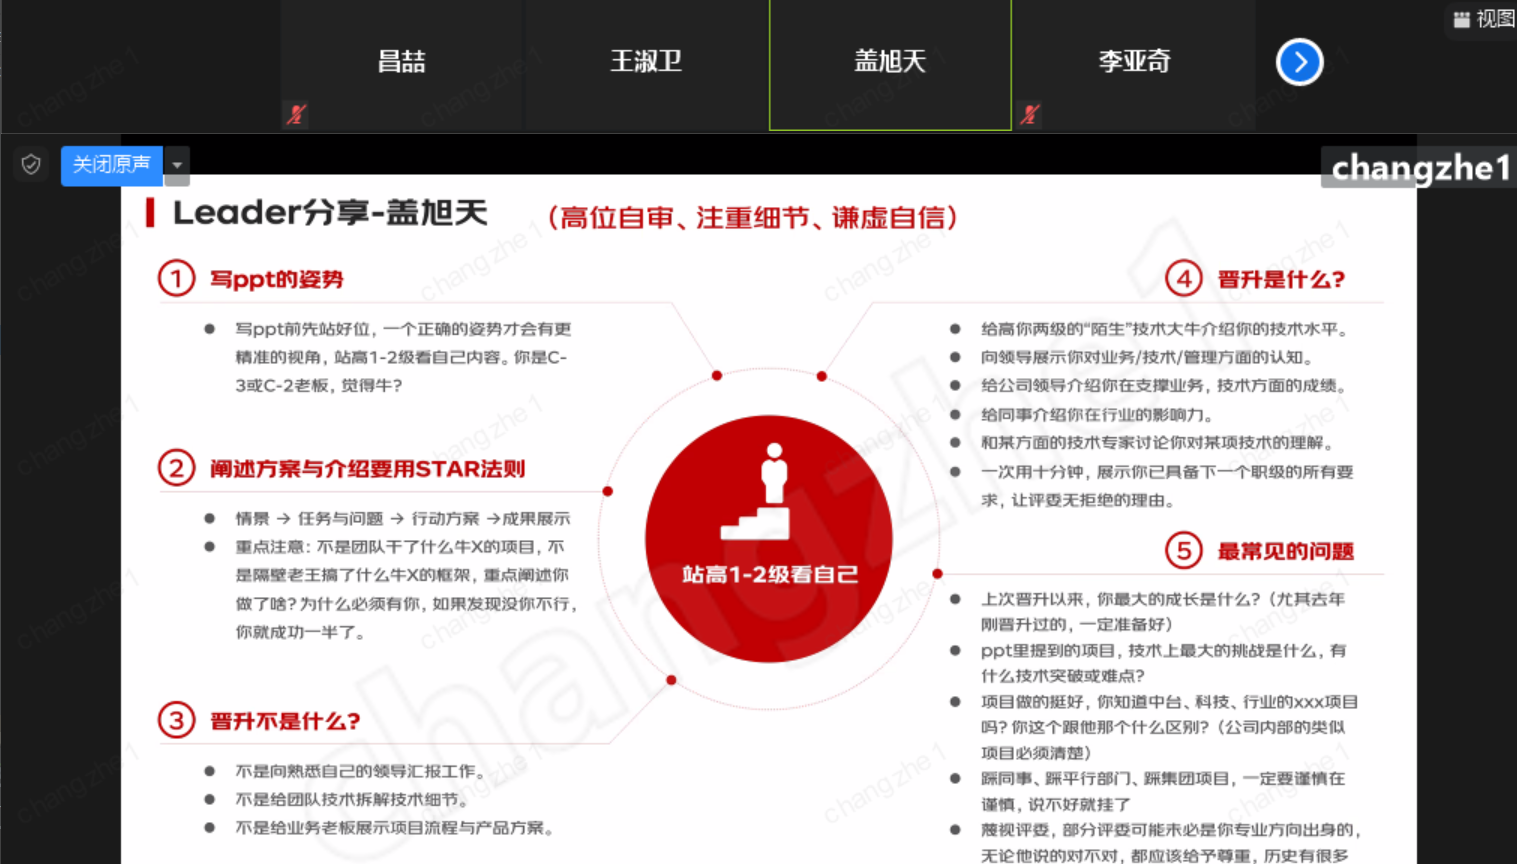 视图
昌喆
王淑卫
盖旭天
李亚奇
关闭原声
changzhe1
Leader分享-盖旭天
（高位自审、注重细节、谦虚自信）
1 写ppt的姿势
写ppt前先站好位，一个正确的姿势才会有更
精准的视角，站高1-2级看自己内容。你是C-
3或C-2老板，觉得牛？
2 阐述方案与介绍要用STAR法则
情景 → 任务与问题 → 行动方案 →成果展示
重点注意：不是团队干了什么牛X的项目，不
是隔壁老王搞了什么牛X的框架，重点阐述你
做了啥？为什么必须有你，如果发现没你不行，
你就成功一半了。
3 晋升不是什么？
不是向熟悉自己的领导汇报工作。
不是给团队技术拆解技术细节。
不是给业务老板展示项目流程与产品方案。
站高1-2级看自己
4 晋升是什么？
给高你两级的“陌生”技术大牛介绍你的技术水平。
向领导展示你对业务/技术/管理方面的认知。
给公司领导介绍你在支撑业务，技术方面的成绩。
给同事介绍你在行业的影响力。
和某方面的技术专家讨论你对某项技术的理解。
一次用十分钟，展示你已具备下一个职级的所有要
求，让评委无拒绝的理由。
5 最常见的问题
上次晋升以来，你最大的成长是什么？（尤其去年
刚晋升过的，一定准备好）
ppt里提到的项目，技术上最大的挑战是什么，有
什么技术突破或难点？
项目做的挺好，你知道中台、科技、行业的xxx项目
吗？你这个跟他那个什么区别？（公司内部的类似
项目必须清楚）
踩同事、踩平行部门、踩集团项目，一定要谨慎在
谨慎，说不好就挂了
蔑视评委，部分评委可能未必是你专业方向出身的，
无论他说的对不对，都应该给予尊重，历史有很多
changzhe1